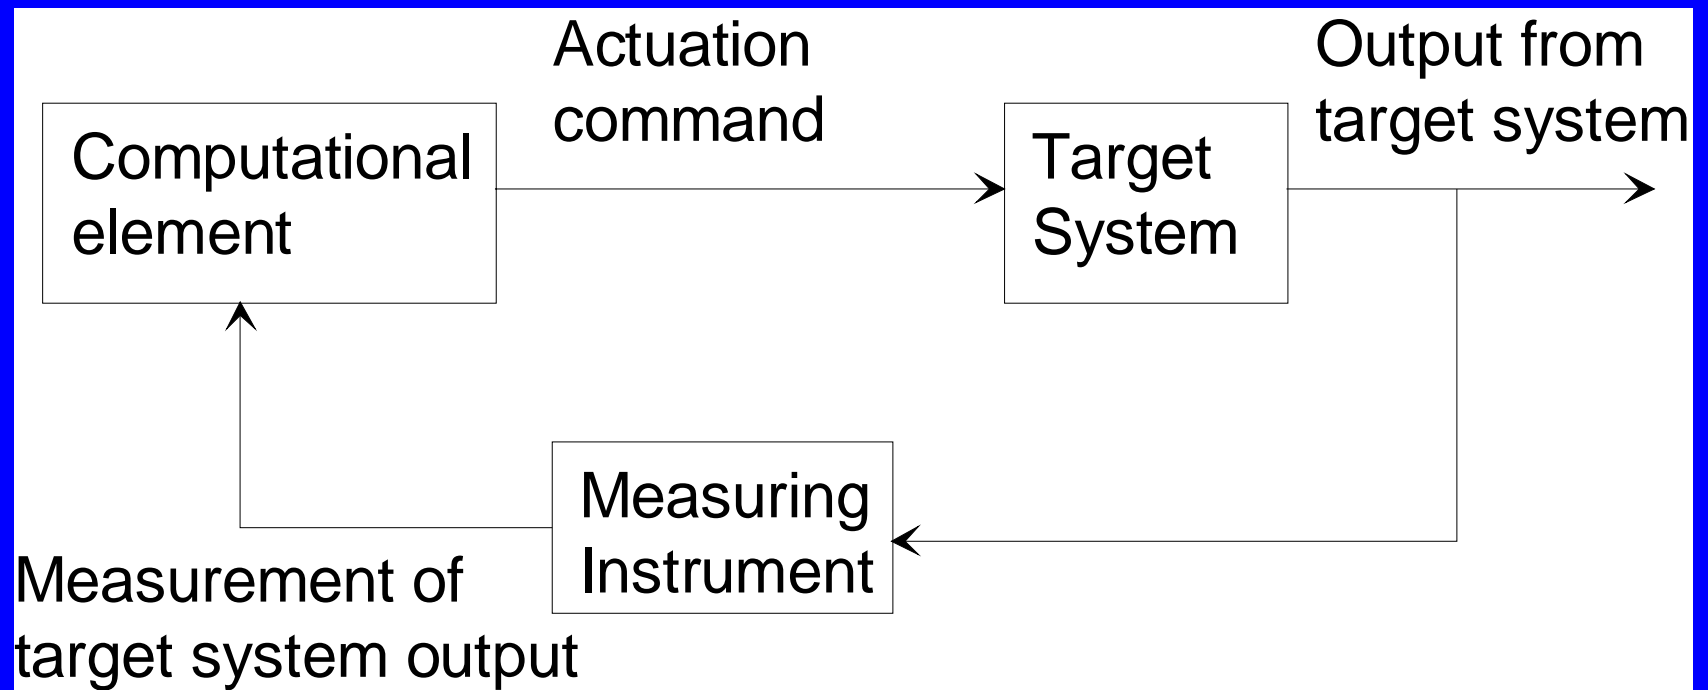 Actuation
command
Output from
target system
Computational
element
Target
System
Measuring
Instrument
Measurement of
target system output